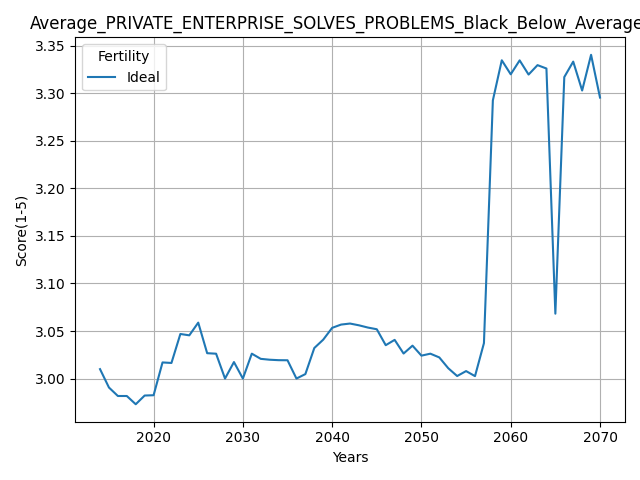 Average_PRIVATE_ENTERPRISE_SOLVES_PROBLEMS_Black_Below_Average
Fertility
Ideal
Score(1-5)
3.35
3.30
3.25
3.20
3.15
3.10
3.05
3.00
2020 2030 2040 2050 2060 2070
Years